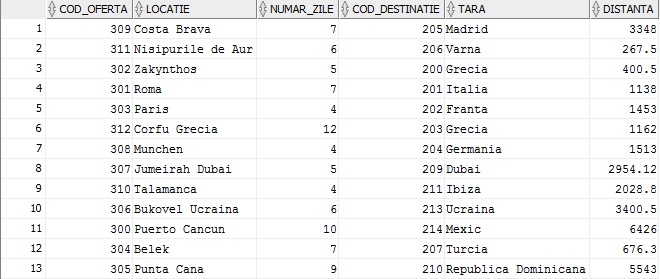 COD_OFERTA LOCATIE NUMAR_ZILE COD_DESTINATIE TARA DISTANTA
1 309 Costa Brava 7 205 Madrid 3348
2 311 Nisipurile de Aur 6 206 Varna 267.5
3 302 Zakynthos 5 200 Grecia 400.5
4 301 Roma 7 201 Italia 1138
5 303 Paris 4 202 Franta 1453
6 312 Corfu Grecia 12 203 Grecia 1162
7 308 Munchen 4 204 Germania 1513
8 307 Jumeirah Dubai 5 209 Dubai 2954.12
9 310 Talamanca 4 211 Ibiza 2028.8
10 306 Bukovel Ucraina 6 213 Ucraina 3400.5
11 300 Puerto Cancun 10 214 Mexic 6426
12 304 Belek 7 207 Turcia 676.3
13 305 Punta Cana 9 210 Republica Dominicana 5543